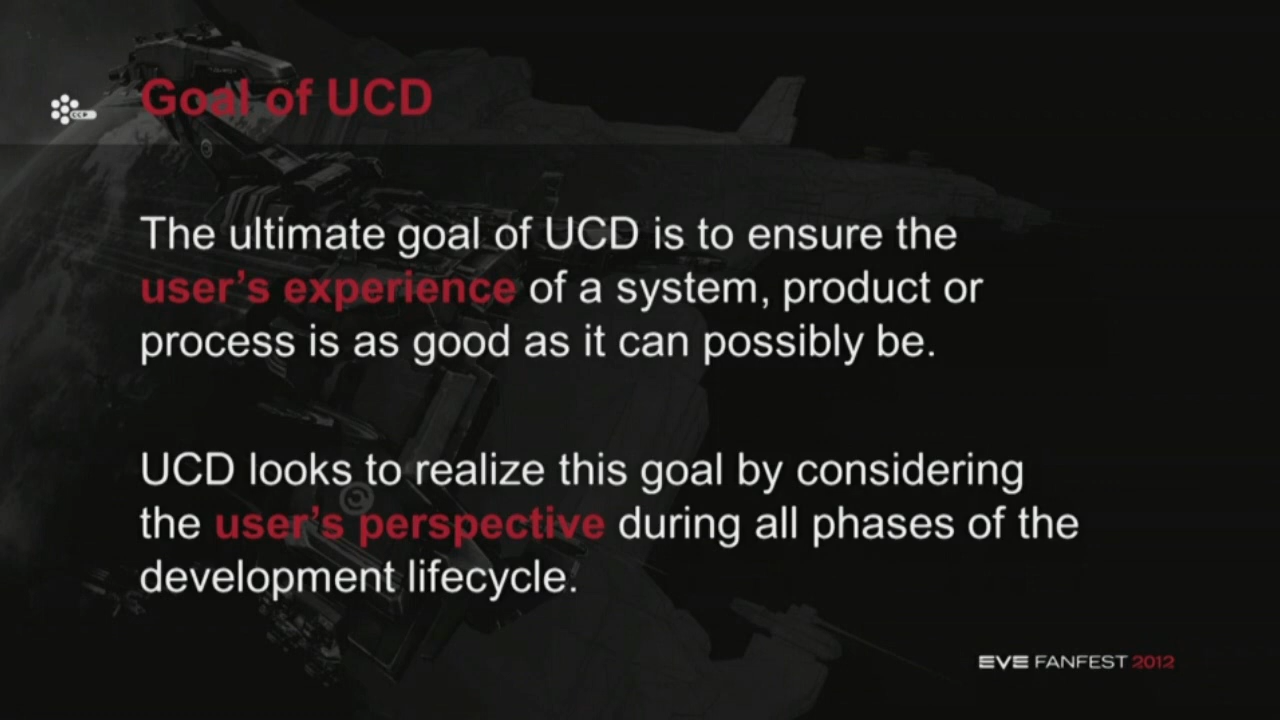 Goal of UCD
CCP
The ultimate goal of UCD is to ensure the
user’s experience of a system, product or
process is as good as it can possibly be.
UCD looks to realize this goal by considering
the user’s perspective during all phases of the
development lifecycle.
EVE FANFEST 2012